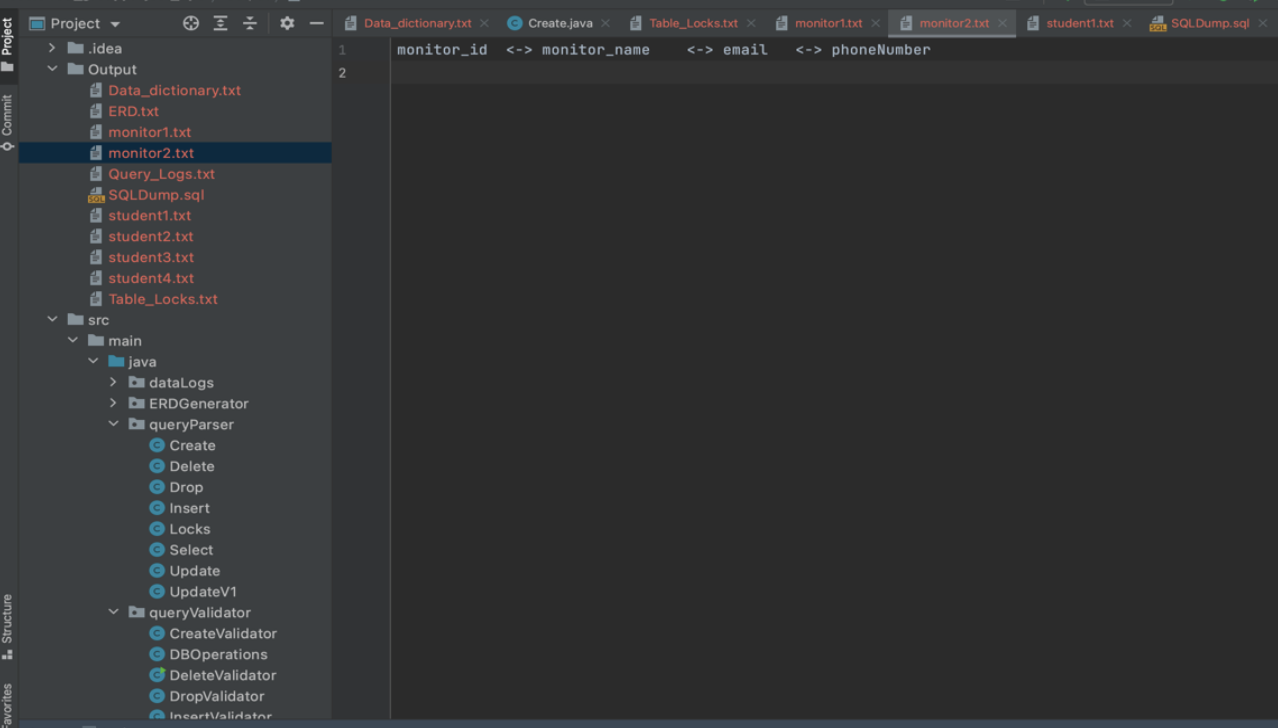 Project
Data_dictionary.txt
Create.java
Table_Locks.txt
monitor1.txt
monitor2.txt
student1.txt
SQLDump.sql
Project
Commit
Structure
Favorites
.idea
Output
Data_dictionary.txt
ERD.txt
monitor1.txt
monitor2.txt
Query_Logs.txt
SQLDump.sql
student1.txt
student2.txt
student3.txt
student4.txt
Table_Locks.txt
src
main
java
dataLogs
ERDGenerator
queryParser
Create
Delete
Drop
Insert
Locks
Select
Update
UpdateV1
queryValidator
CreateValidator
DBOperations
DeleteValidator
DropValidator
InsertValidator
1 monitor_id <-> monitor_name <-> email <-> phoneNumber
2